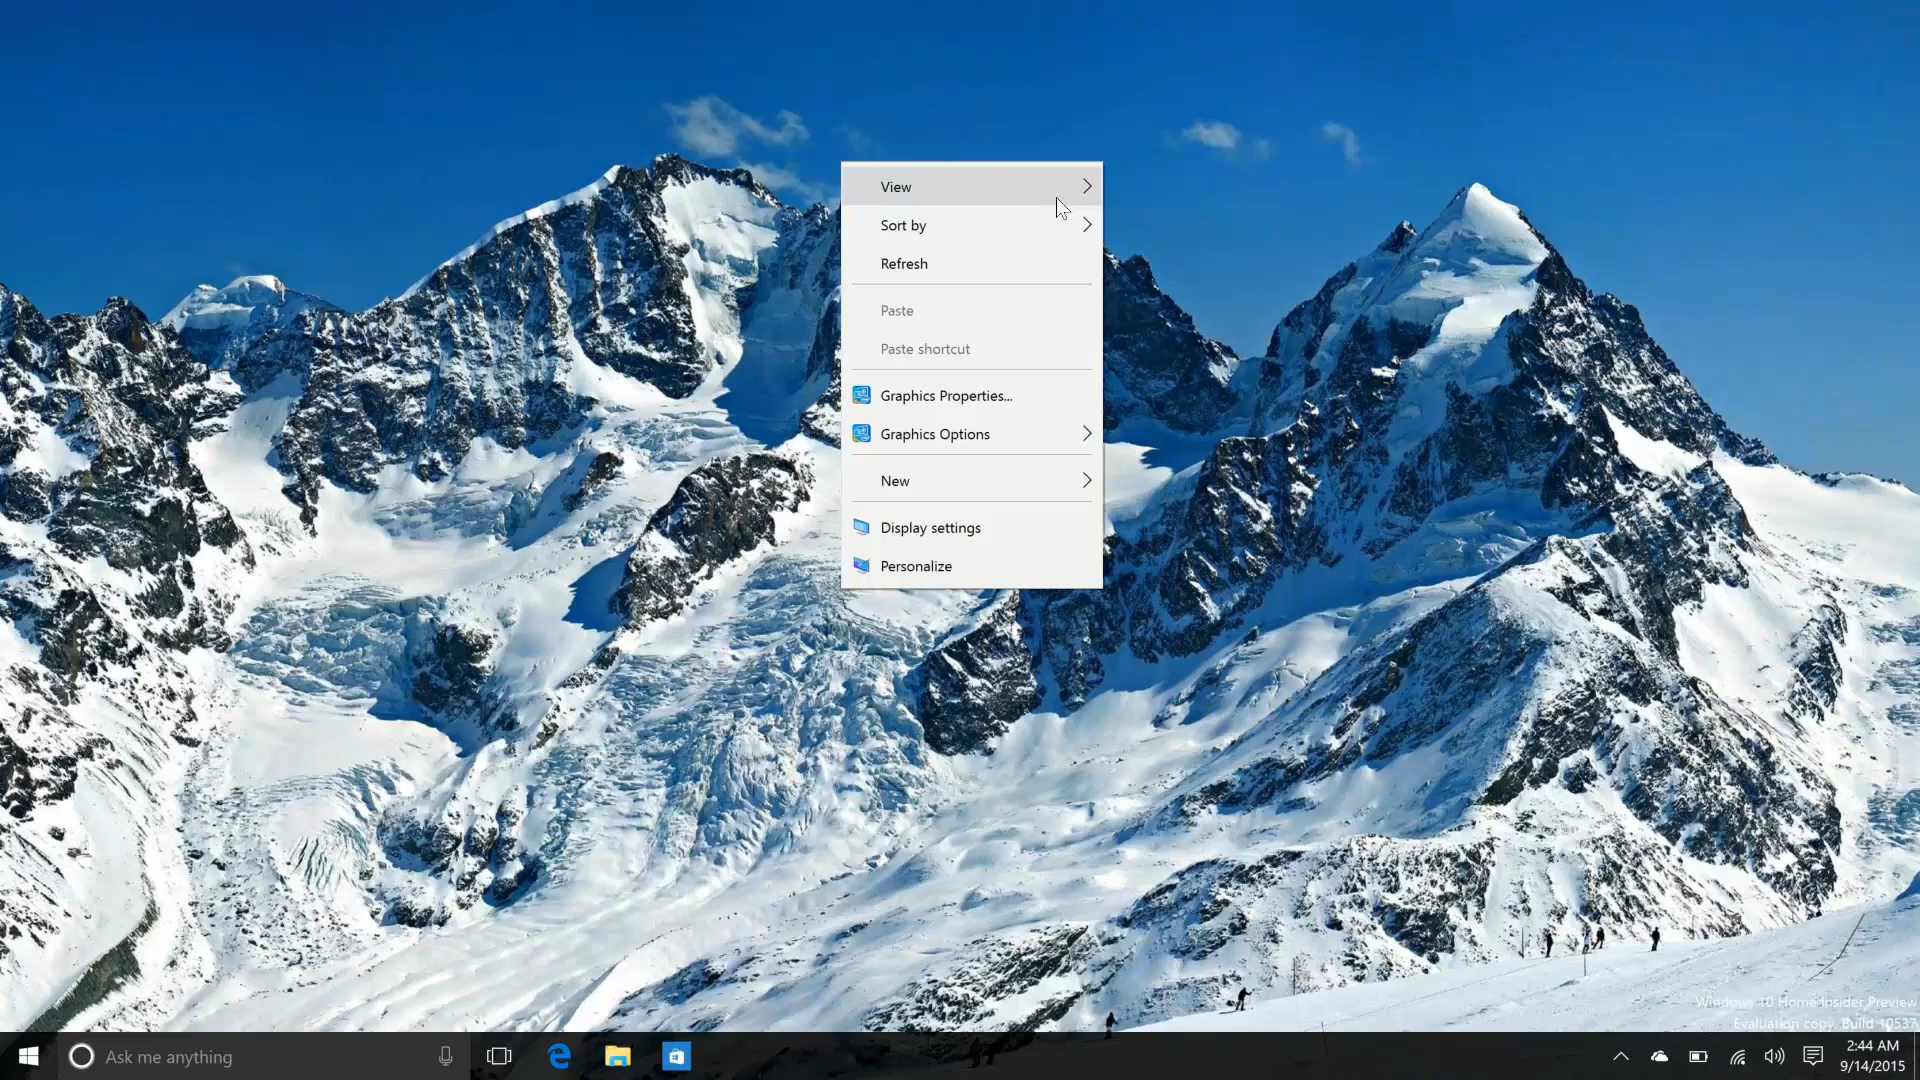 View
Sort by
Refresh
Paste
Paste shortcut
Graphics Properties...
Graphics Options
New
Display settings
Personalize
Windows 10 Home Insider Preview
Evaluation copy. Build 10537
Ask me anything
2:44 AM
9/14/2015